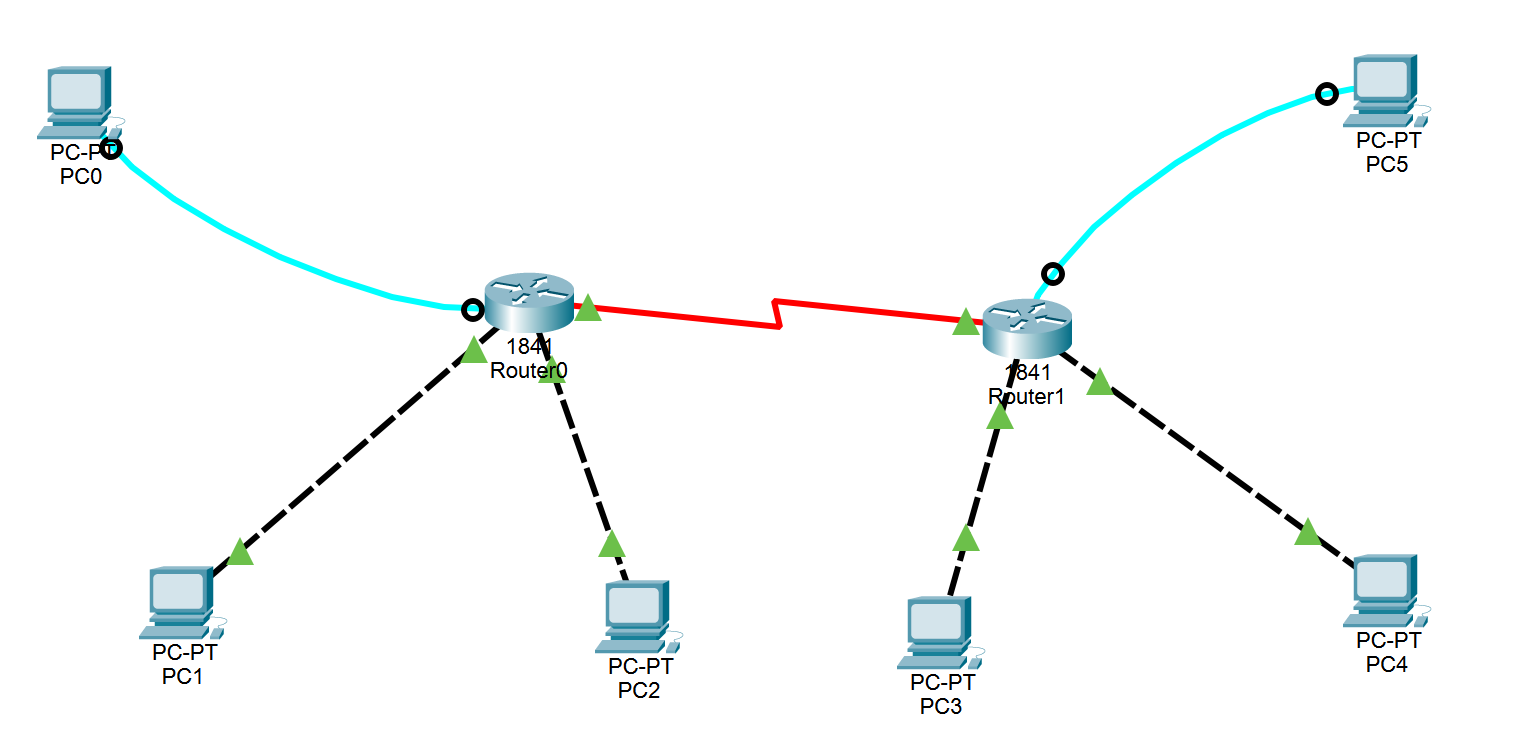 PC-PT
PC0
PC-PT
PC5
1841
Router0
1841
Router1
PC-PT
PC1
PC-PT
PC2
PC-PT
PC3
PC-PT
PC4